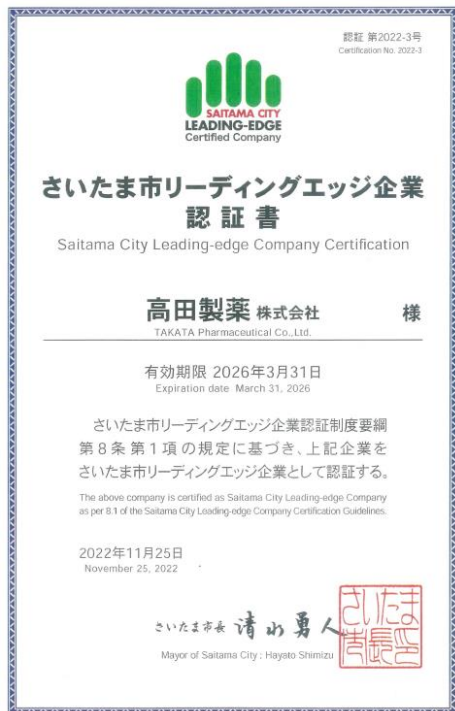 認証 第2022-3号
Certification No. 2022-3
SAITAMA CITY
LEADING-EDGE
Certified Company
さいたま市リーディングエッジ企業
認証書
Saitama City Leading-edge Company Certification
高田製薬 株式会社 様
TAKATA Pharmaceutical Co.,Ltd.
有効期限 2026年3月31日
Expiration date March 31, 2026
さいたま市リーディングエッジ企業認証制度要綱
第8条第1項の規定に基づき、上記企業を
さいたま市リーディングエッジ企業として認証する。
The above company is certified as Saitama City Leading-edge Company
as per 8.1 of the Saitama City Leading-edge Company Certification Guidelines.
2022年11月25日
November 25, 2022
さいたま市長 清水勇人
Mayor of Saitama City ; Hayato Shimizu
さいたま市長印